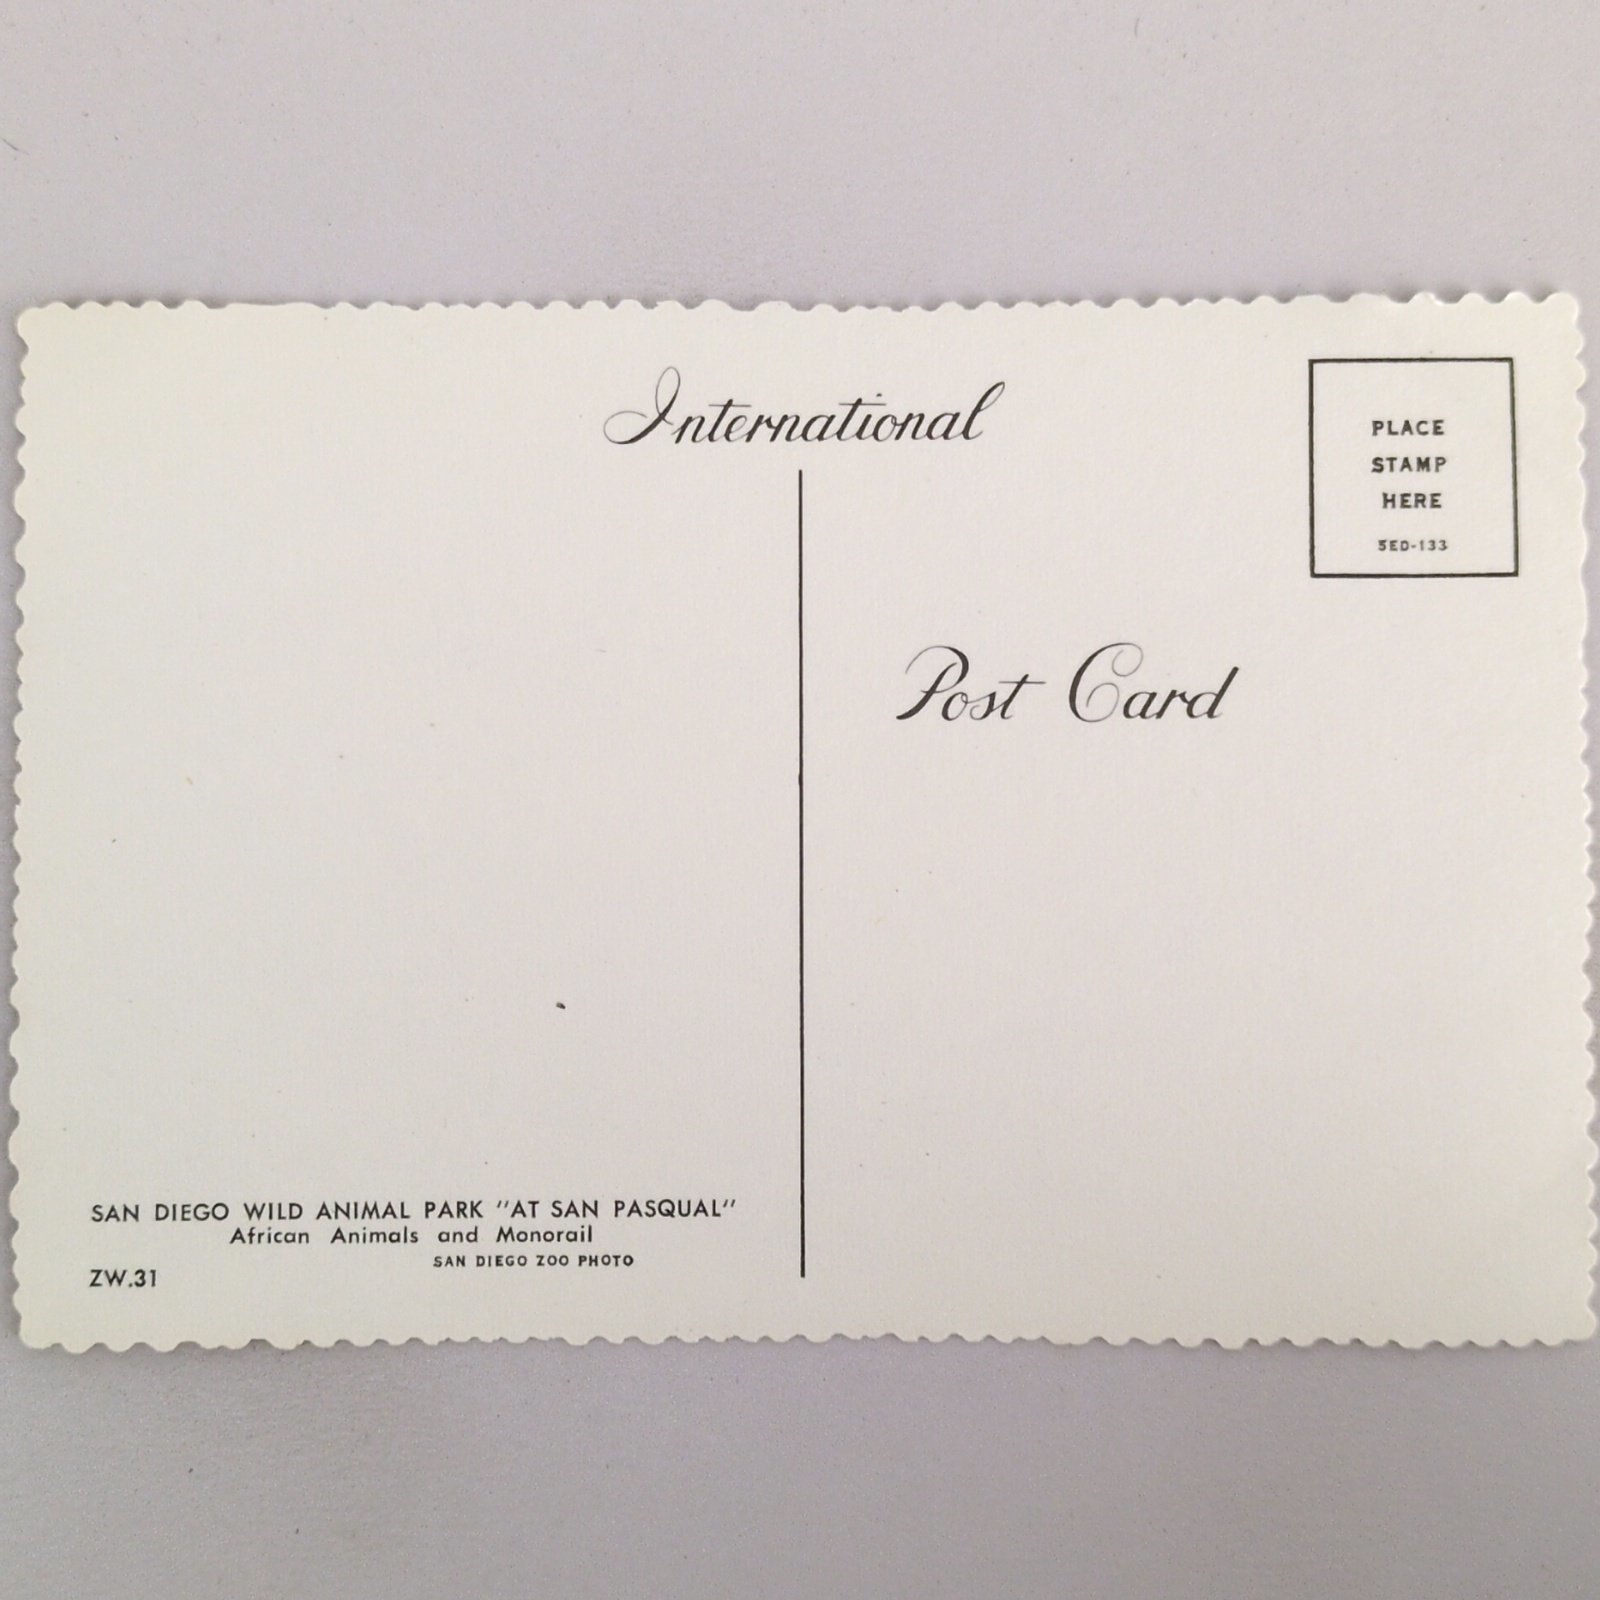 International
PLACE
STAMP
HERE
5ED-133
Post Card
SAN DIEGO WILD ANIMAL PARK "AT SAN PASQUAL"
African Animals and Monorail
SAN DIEGO ZOO PHOTO
ZW.31